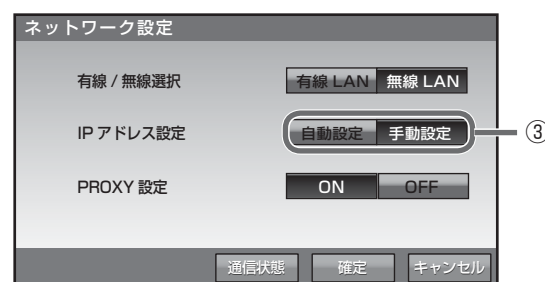 ネットワーク設定
有線 / 無線選択 有線 LAN 無線 LAN
IP アドレス設定 自動設定 手動設定 ③
PROXY 設定 ON OFF
通信状態 確定 キャンセル